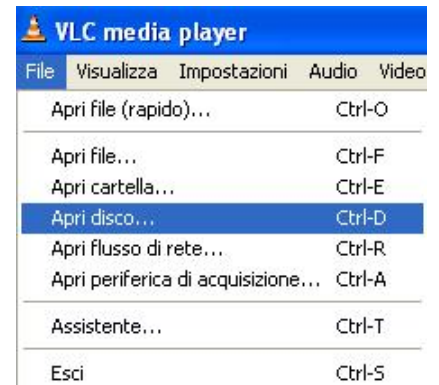 VLC media player
File Visualizza Impostazioni Audio Video
Apri file (rapido)... Ctrl-O
Apri file... Ctrl-F
Apri cartella... Ctrl-E
Apri disco... Ctrl-D
Apri flusso di rete... Ctrl-R
Apri periferica di acquisizione... Ctrl-A
Assistente... Ctrl-T
Esci Ctrl-S